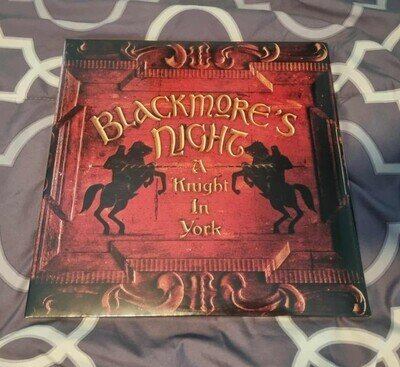 Blackmore's
Night
A
Knight
In
York